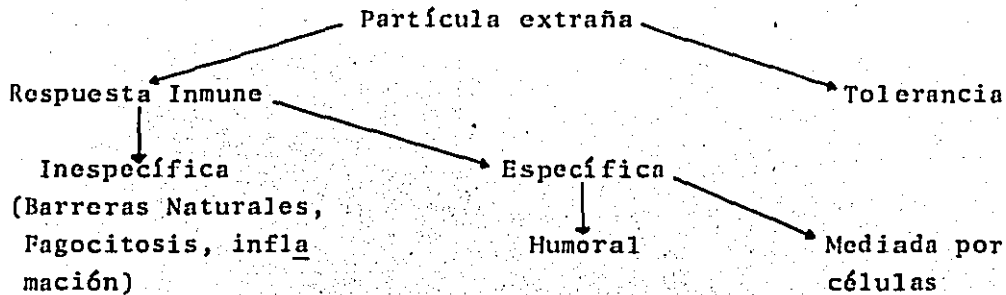 Partícula extraña
Respuesta Inmune
Tolerancia
Inespecífica
Específica
(Barreras Naturales,
Fagocitosis, infla
mación)
Humoral
Mediada por
células